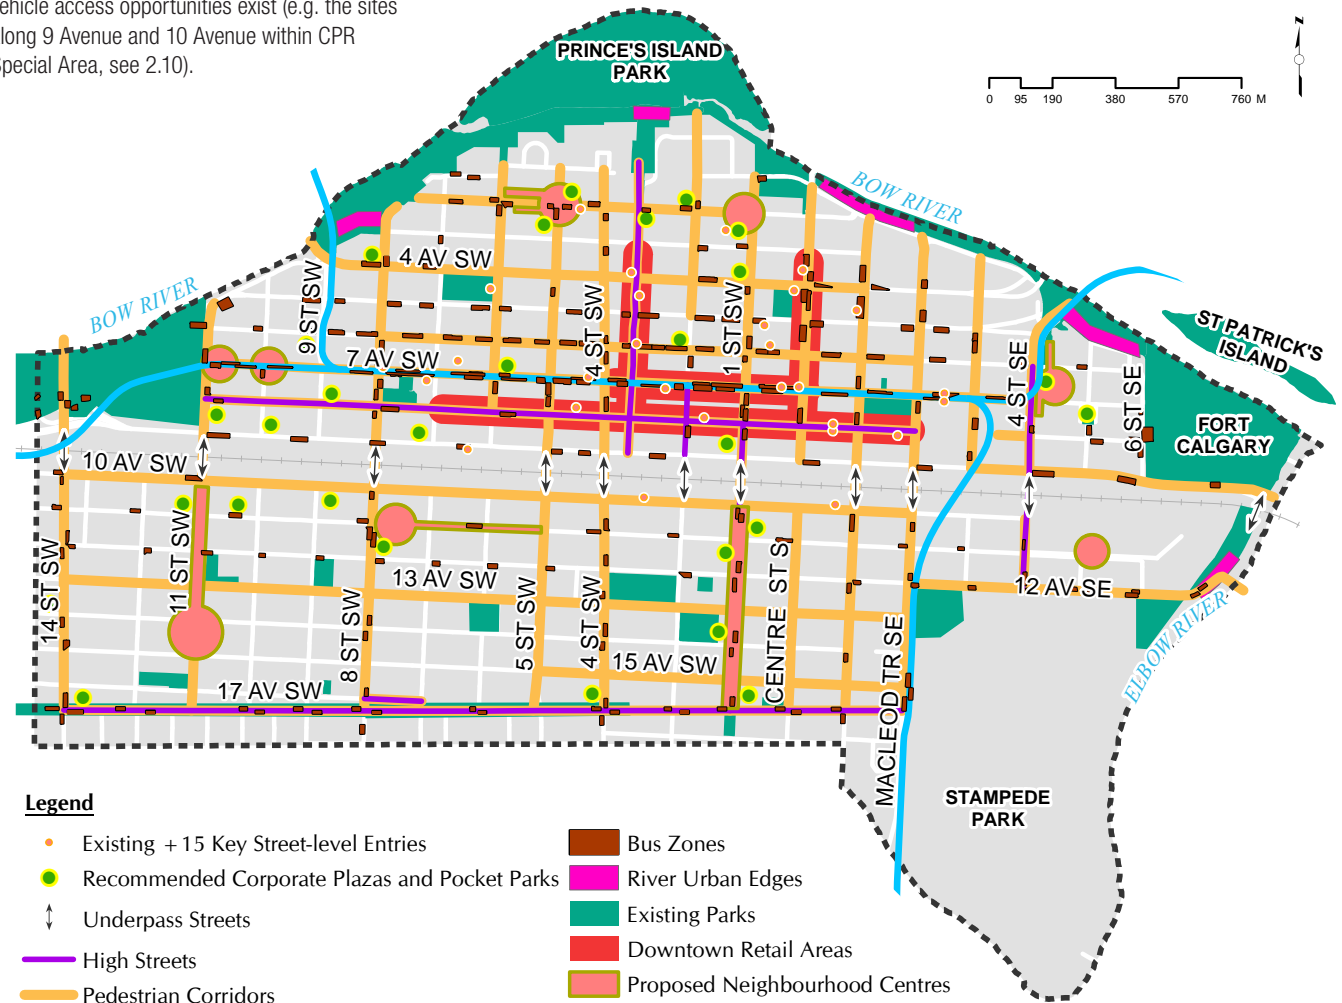 ehicle access opportunities exist (e.g. the sites
long 9 Avenue and 10 Avenue within CPR
pecial Area, see 2.10).
PRINCE'S ISLAND
PARK
N
0 95 190 380 570 760 M
BOW RIVER
BOW RIVER
4 AV SW
9 ST SW
4 ST SW
1 ST SW
7 AV SW
4 ST SE
6 ST SE
ST PATRICK'S
ISLAND
FORT
CALGARY
10 AV SW
14 ST SW
11 ST SW
8 ST SW
13 AV SW
5 ST SW
4 ST SW
15 AV SW
CENTRE ST S
12 AV SE
17 AV SW
MACLEOD TR SE
ELBOW RIVER
STAMPEDE
PARK
Legend
Existing +15 Key Street-level Entries
Recommended Corporate Plazas and Pocket Parks
Underpass Streets
High Streets
Pedestrian Corridors
Bus Zones
River Urban Edges
Existing Parks
Downtown Retail Areas
Proposed Neighbourhood Centres